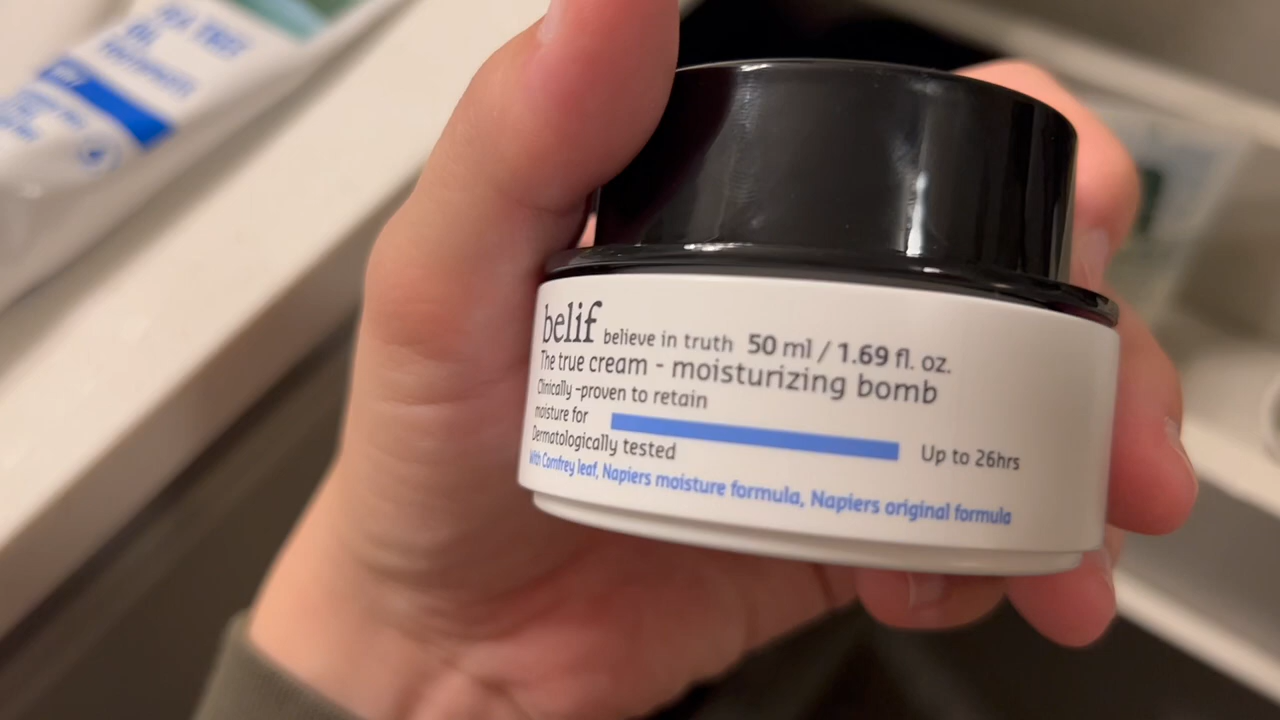 belif believe in truth 50 ml / 1.69 fl. oz.
The true cream - moisturizing bomb
Clinically -proven to retain
moisture for
Up to 26hrs
Dermatologically tested
With Comfrey leaf, Napiers moisture formula, Napiers original formula